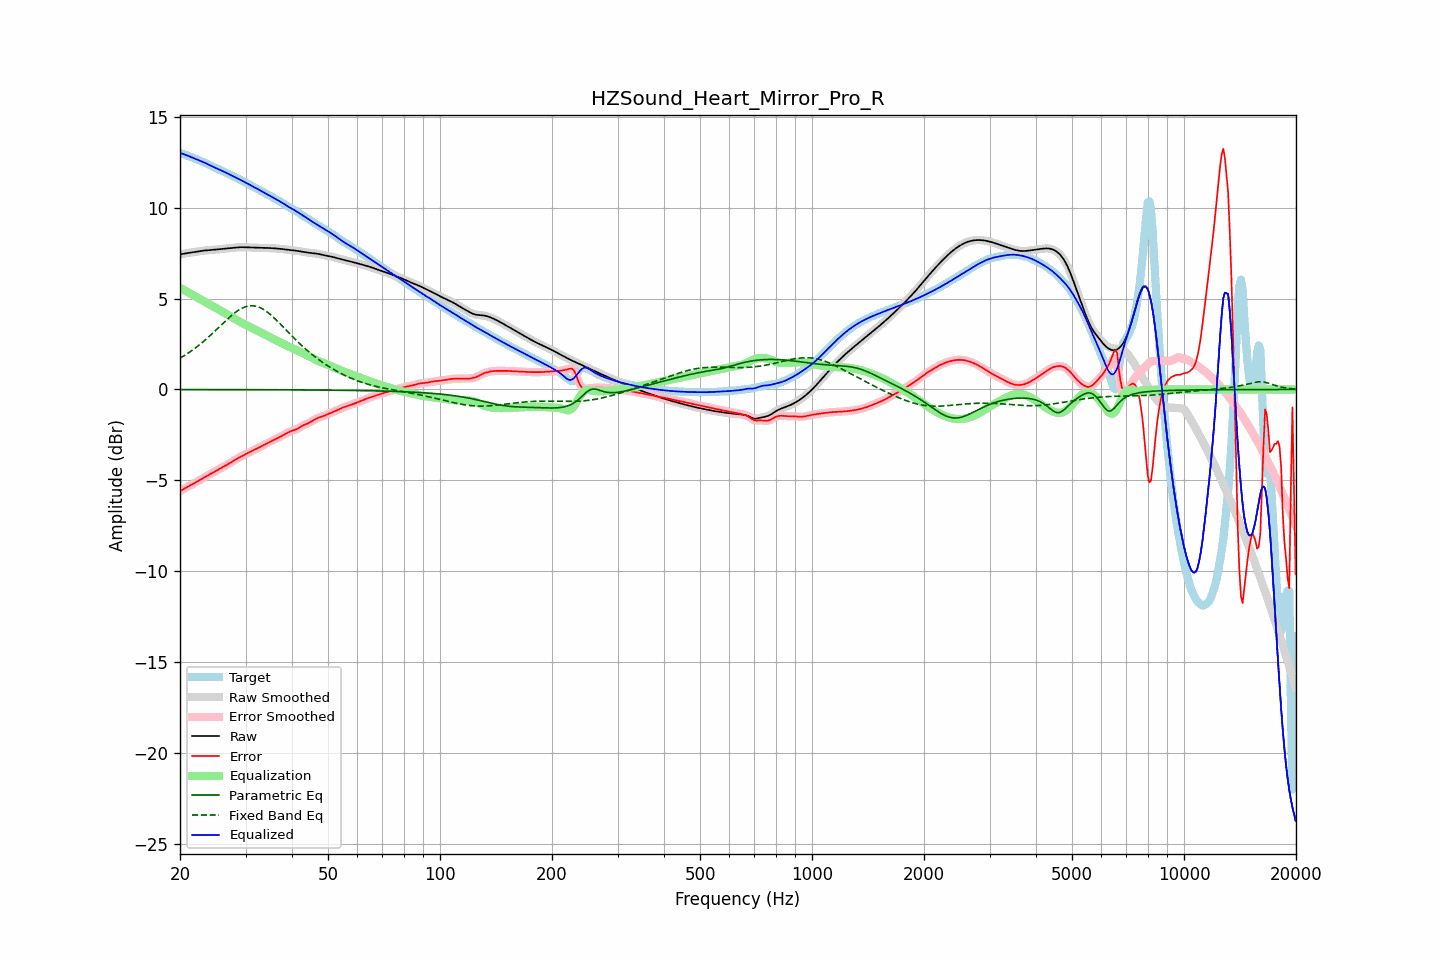 HZSound_Heart_Mirror_Pro_R
15
10
5
0
−5
−10
−15
−20
−25
Amplitude (dBr)
Target
Raw Smoothed
Error Smoothed
Raw
Error
Equalization
Parametric Eq
Fixed Band Eq
Equalized
20 50 100 200 500 1000 2000 5000 10000 20000
Frequency (Hz)